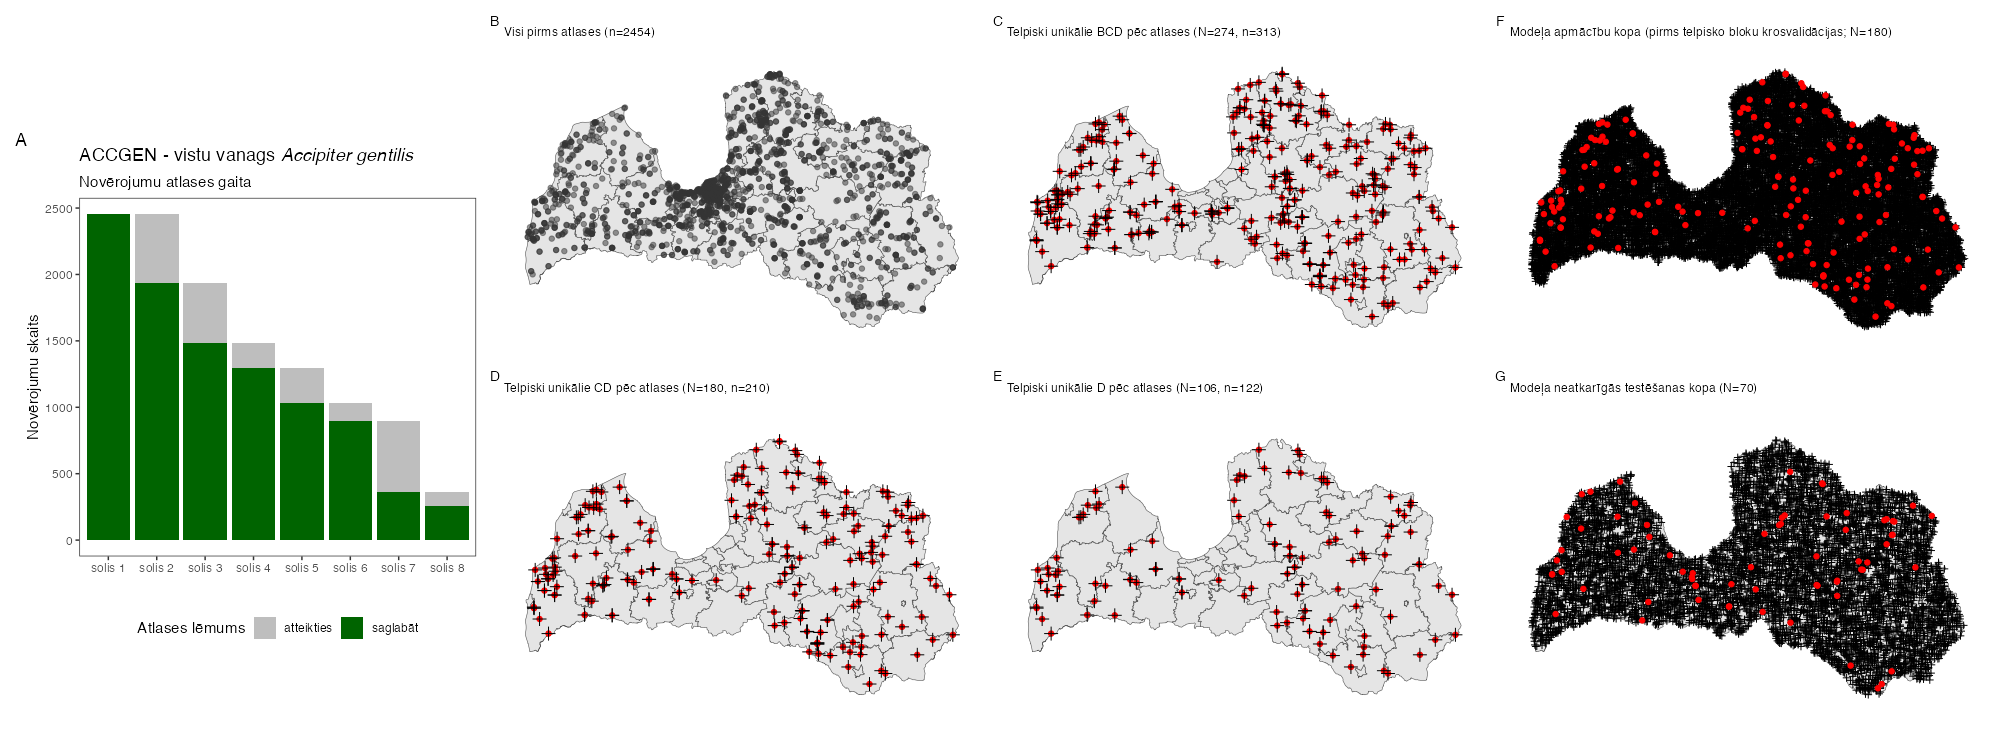 A
ACCGEN - vistu vanags Accipiter gentilis
Novērojumu atlases gaita
Novērojumu skaits
2500
2000
1500
1000
500
0
solis 1 solis 2 solis 3 solis 4 solis 5 solis 6 solis 7 solis 8
Atlases lēmums atteikties saglabāt
B
Visi pirms atlases (n=2454)
C
Telpiski unikālie BCD pēc atlases (N=274, n=313)
F
Modeļa apmācību kopa (pirms telpisko bloku krosvalidācijas; N=180)
D
Telpiski unikālie CD pēc atlases (N=180, n=210)
E
Telpiski unikālie D pēc atlases (N=106, n=122)
G
Modeļa neatkarīgās testēšanas kopa (N=70)